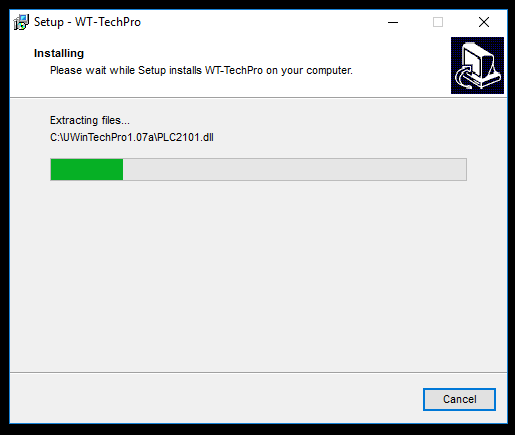 Setup - WT-TechPro
Installing
Please wait while Setup installs WT-TechPro on your computer.
Extracting files...
C:\UWinTechPro1.07a\PLC2101.dll
Cancel